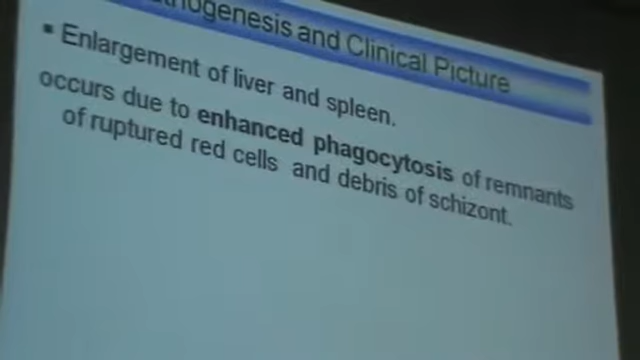 thogenesis and Clinical Picture
▪ Enlargement of liver and spleen.
occurs due to enhanced phagocytosis of remnants
of ruptured red cells and debris of schizont.